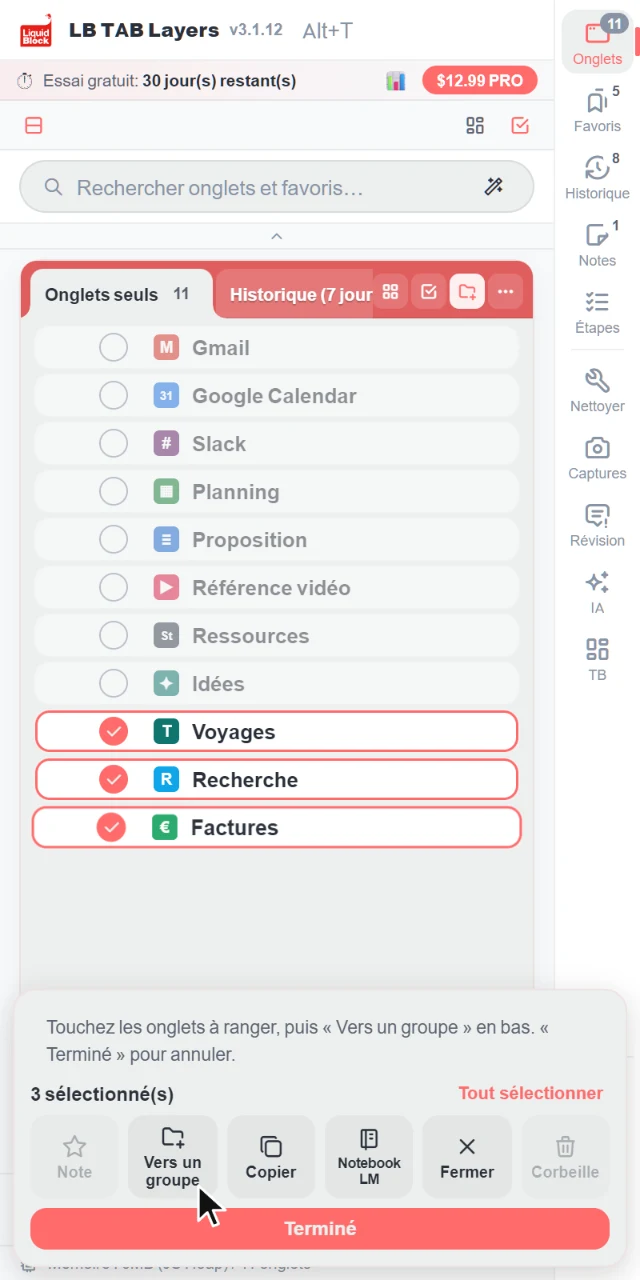 Liquid Block
LB TAB Layers v3.1.12 Alt+T
Essai gratuit: 30 jour(s) restant(s)
$12.99 PRO
Rechercher onglets et favoris…
Onglets seuls 11
Historique (7 jour
M Gmail
31 Google Calendar
# Slack
Planning
Proposition
Référence vidéo
St Ressources
Idées
T Voyages
R Recherche
€ Factures
Touchez les onglets à ranger, puis « Vers un groupe » en bas. «
Terminé » pour annuler.
3 sélectionné(s)
Tout sélectionner
Note
Vers un
groupe
Copier
Notebook
LM
Fermer
Corbeille
Terminé
11
Onglets
5
Favoris
8
Historique
1
Notes
Étapes
Nettoyer
Captures
Révision
IA
TB